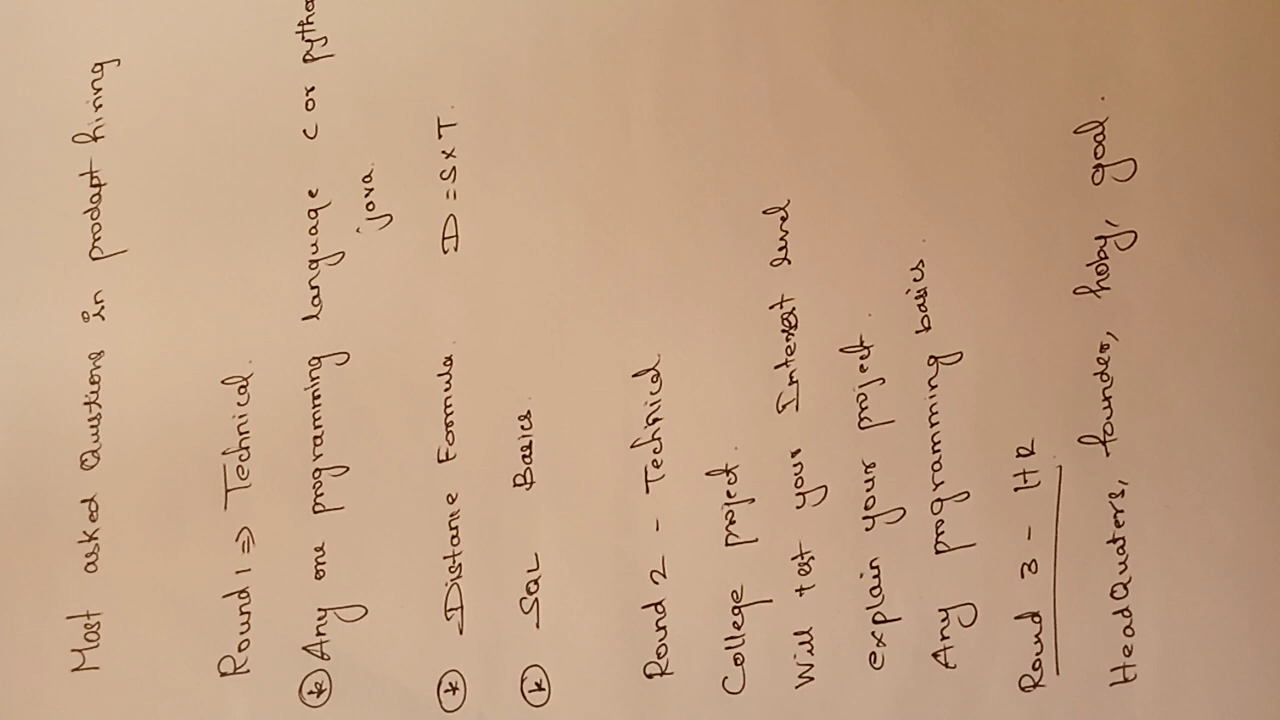 Most asked Questions in prodapt hiring
Round 1 ⇒ Technical.
* Any one programming language C or pytho
java.
* Distance Formula. D = S x T.
* SQL Basics.
Round 2 - Technical
College project.
Will test your Interest level
explain your project.
Any programming basics.
Round 3 - HR
HeadQuaters, founder, hoby, goal.